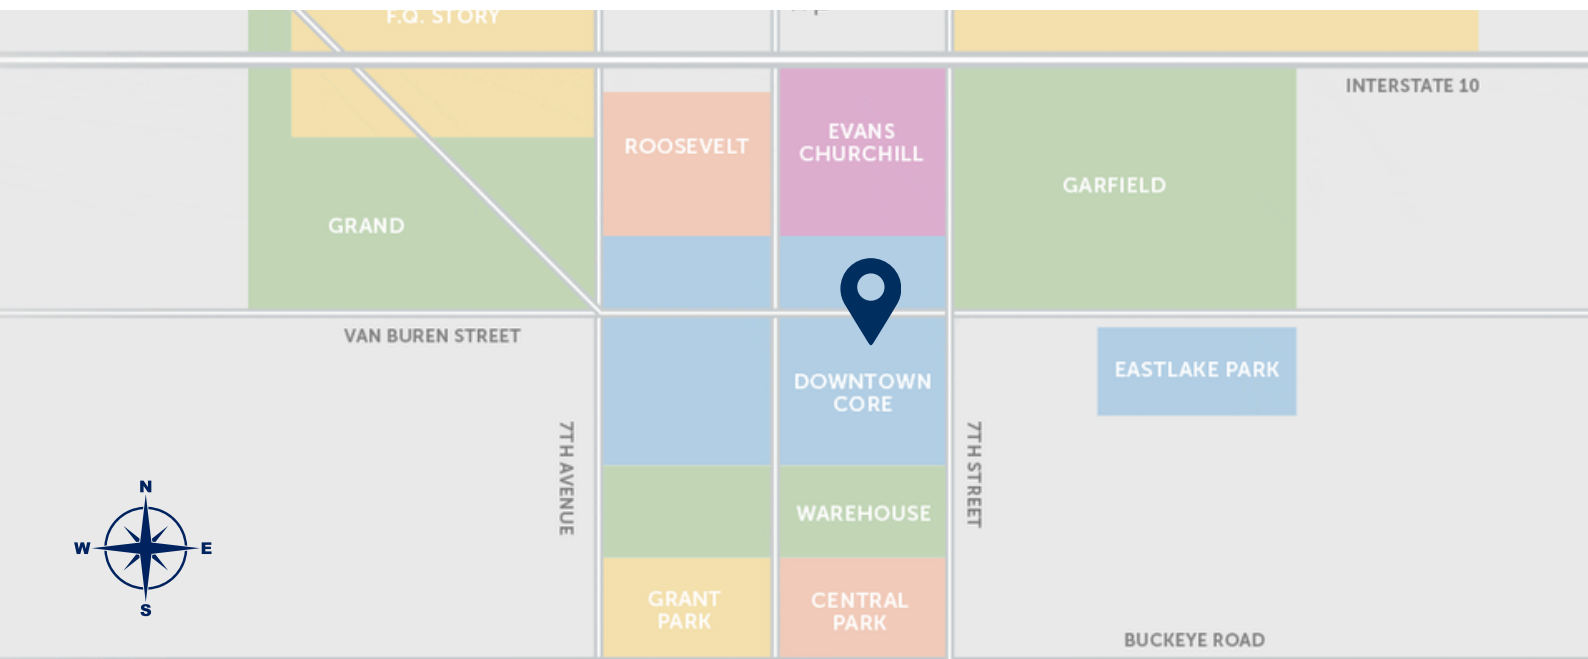 F.Q. STORY
INTERSTATE 10
ROOSEVELT
EVANS
CHURCHILL
GARFIELD
GRAND
VAN BUREN STREET
DOWNTOWN
CORE
EASTLAKE PARK
7TH AVENUE
7TH STREET
WAREHOUSE
N
W
E
S
GRANT
PARK
CENTRAL
PARK
BUCKEYE ROAD